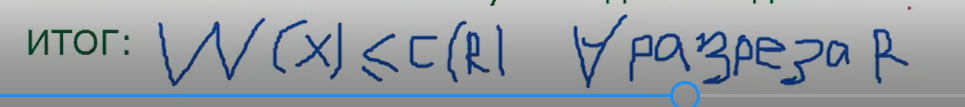 ИТОГ: W(x) ≤ C(R) ∀ разреза R